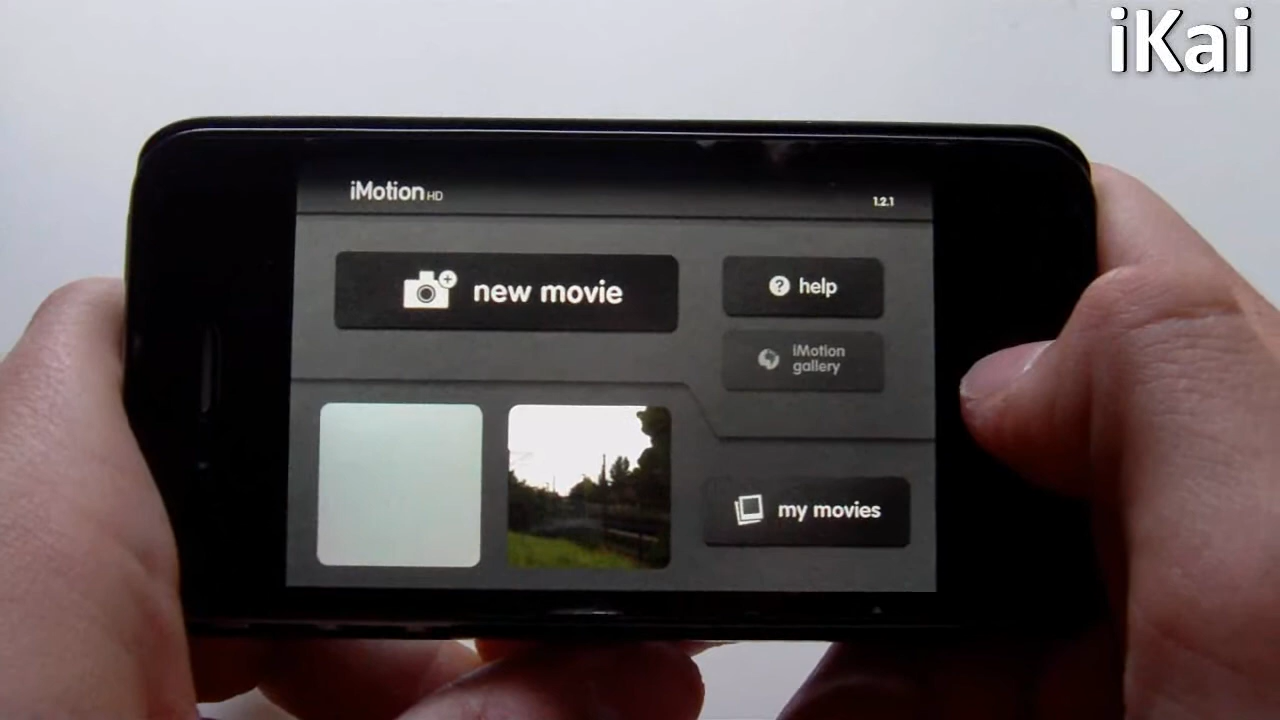 iKai
iMotion HD
1.2.1
new movie
help
iMotion
gallery
my movies